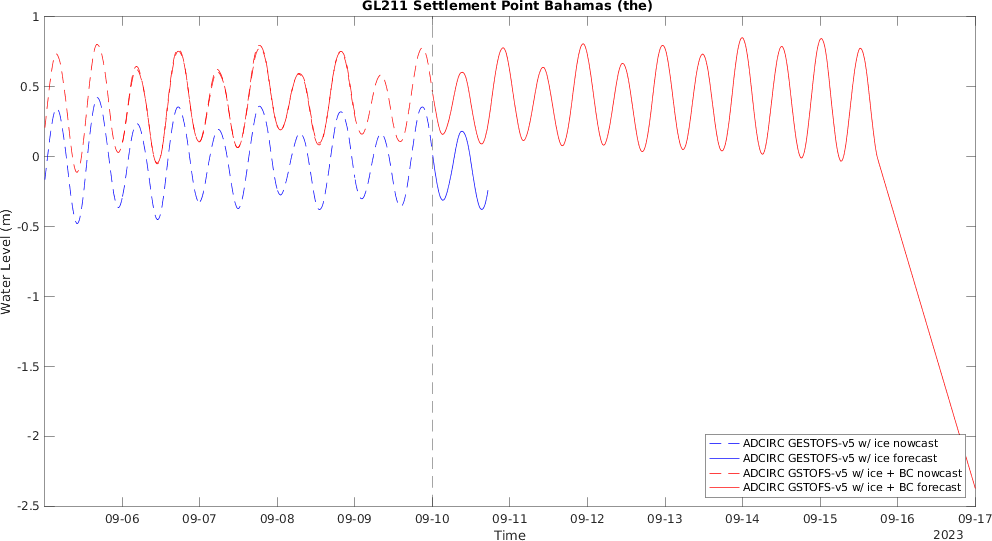 GL211 Settlement Point Bahamas (the)
1
0.5
0
-0.5
-1
-1.5
-2
-2.5
Water Level (m)
ADCIRC GESTOFS-v5 w/ ice nowcast
ADCIRC GESTOFS-v5 w/ ice forecast
ADCIRC GSTOFS-v5 w/ ice + BC nowcast
ADCIRC GSTOFS-v5 w/ ice + BC forecast
09-06 09-07 09-08 09-09 09-10 09-11 09-12 09-13 09-14 09-15 09-16 09-17
Time
2023